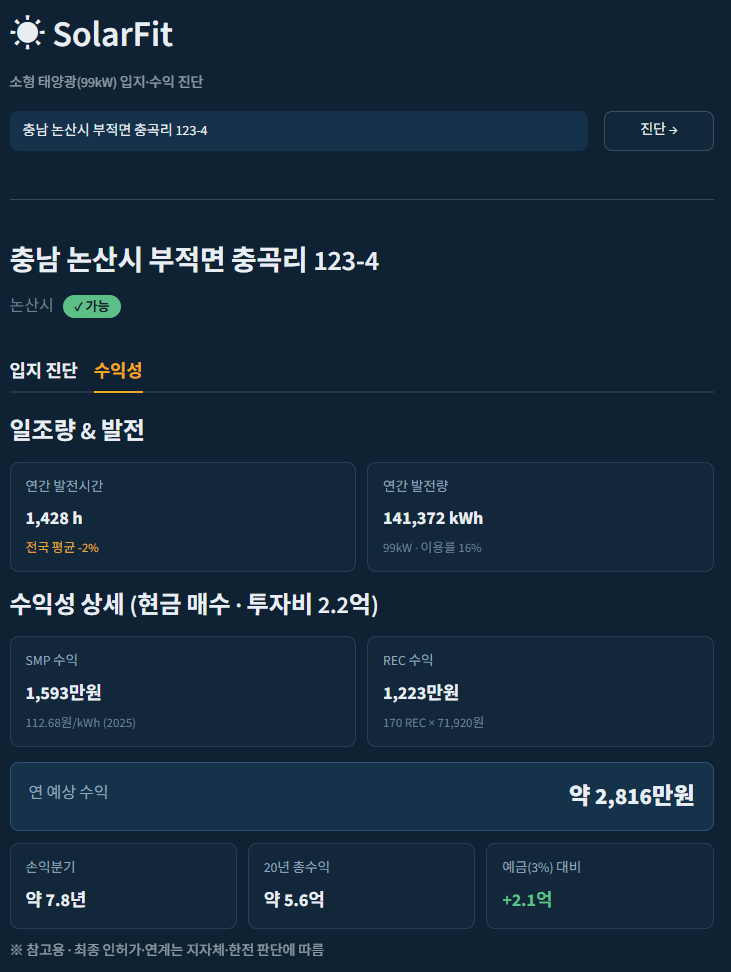 SolarFit
소형 태양광(99kW) 입지·수익 진단
충남 논산시 부적면 충곡리 123-4
진단 →
충남 논산시 부적면 충곡리 123-4
논산시 ✓ 가능
입지 진단 수익성
일조량 & 발전
연간 발전시간
1,428 h
전국 평균 -2%
연간 발전량
141,372 kWh
99kW · 이용률 16%
수익성 상세 (현금 매수 · 투자비 2.2억)
SMP 수익
1,593만원
112.68원/kWh (2025)
REC 수익
1,223만원
170 REC × 71,920원
연 예상 수익
약 2,816만원
손익분기
약 7.8년
20년 총수익
약 5.6억
예금(3%) 대비
+2.1억
※ 참고용 · 최종 인허가·연계는 지자체·한전 판단에 따름